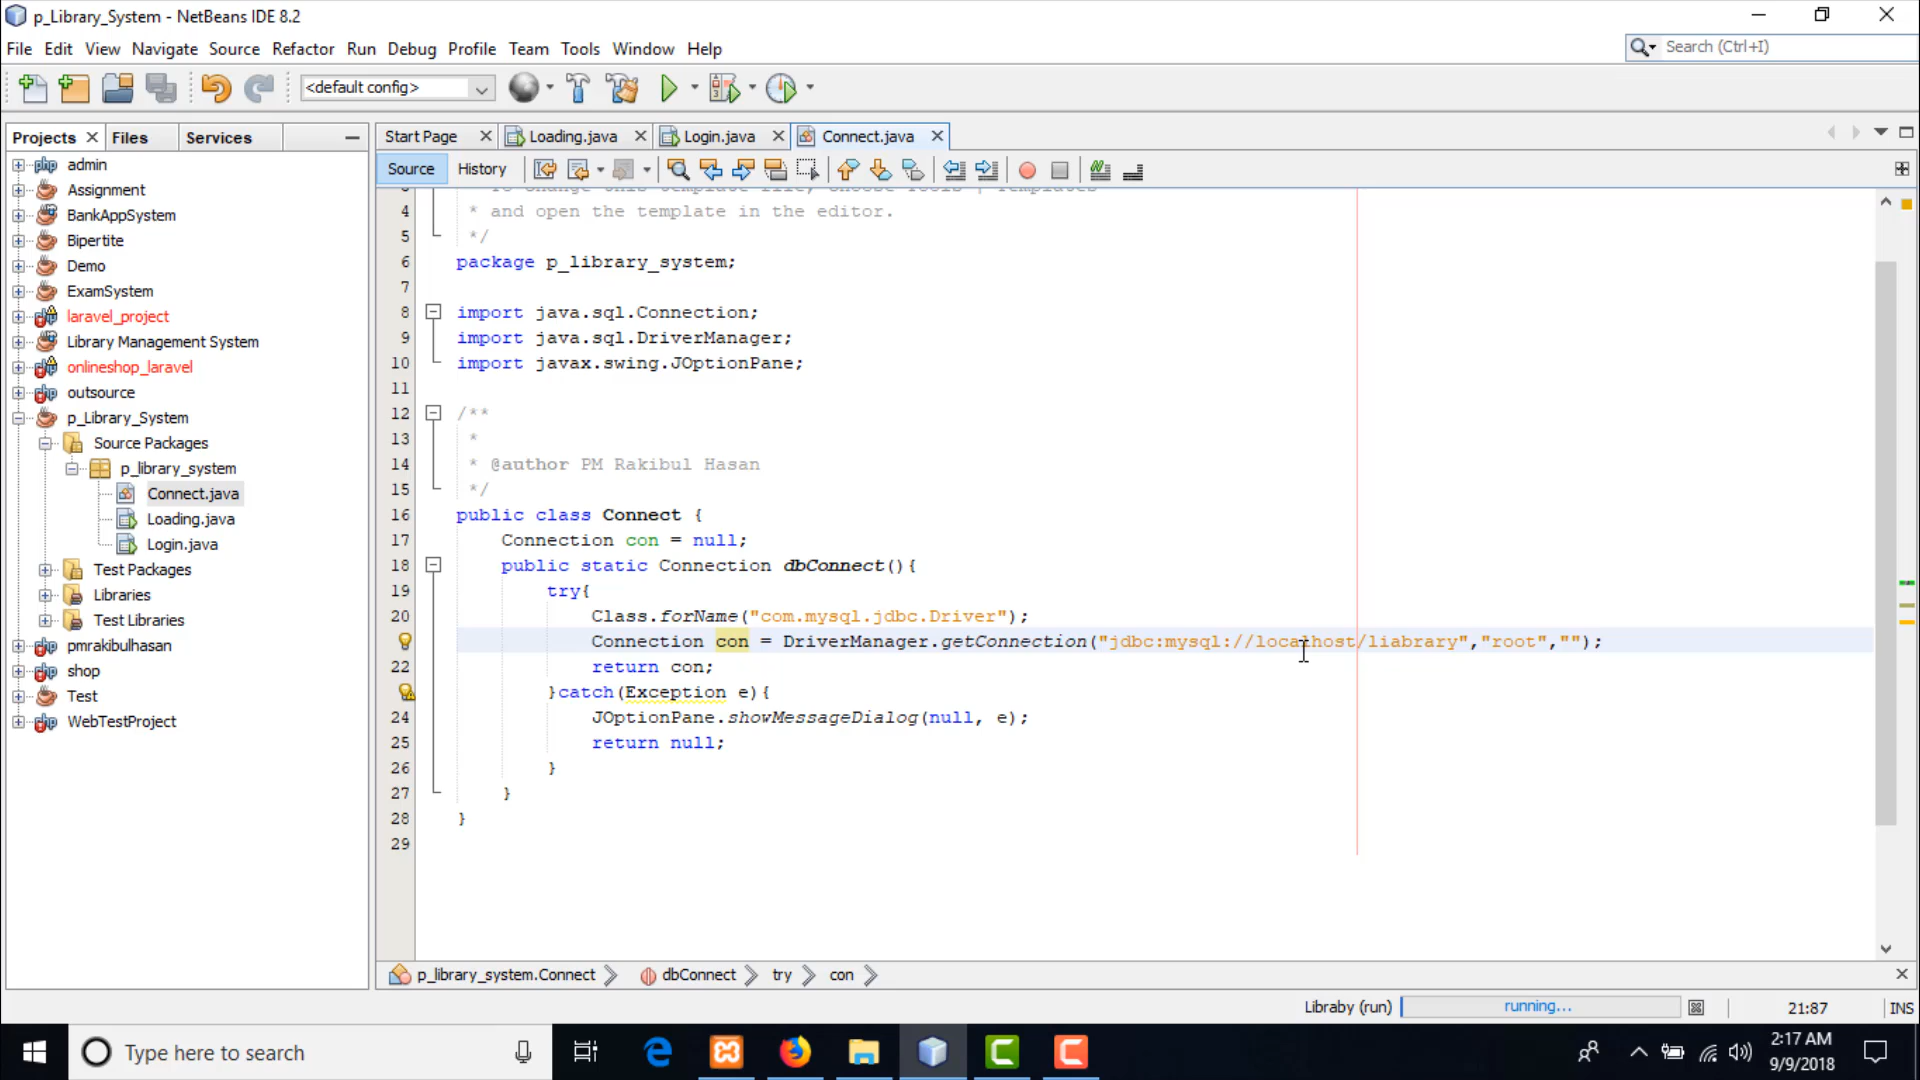 p_Library_System - NetBeans IDE 8.2
File Edit View Navigate Source Refactor Run Debug Profile Team Tools Window Help
Search (Ctrl+I)
<default config>
Projects Files Services
Start Page Loading.java Login.java Connect.java
Source History
admin
Assignment
BankAppSystem
Bipertite
Demo
ExamSystem
laravel_project
Library Management System
onlineshop_laravel
outsource
p_Library_System
Source Packages
p_library_system
Connect.java
Loading.java
Login.java
Test Packages
Libraries
Test Libraries
pmrakibulhasan
shop
Test
WebTestProject
3 * To change this template file, choose Tools | Templates
4 * and open the template in the editor.
5 */
6 package p_library_system;
7
8 import java.sql.Connection;
9 import java.sql.DriverManager;
10 import javax.swing.JOptionPane;
11
12 /**
13 *
14 * @author PM Rakibul Hasan
15 */
16 public class Connect {
17 Connection con = null;
18 public static Connection dbConnect(){
19 try{
20 Class.forName("com.mysql.jdbc.Driver");
Connection con = DriverManager.getConnection("jdbc:mysql://localhost/liabrary","root","");
22 return con;
}catch(Exception e){
24 JOptionPane.showMessageDialog(null, e);
25 return null;
26 }
27 }
28 }
29
p_library_system.Connect dbConnect try con
Libraby (run) running... 21:87 INS
Type here to search
2:17 AM
9/9/2018